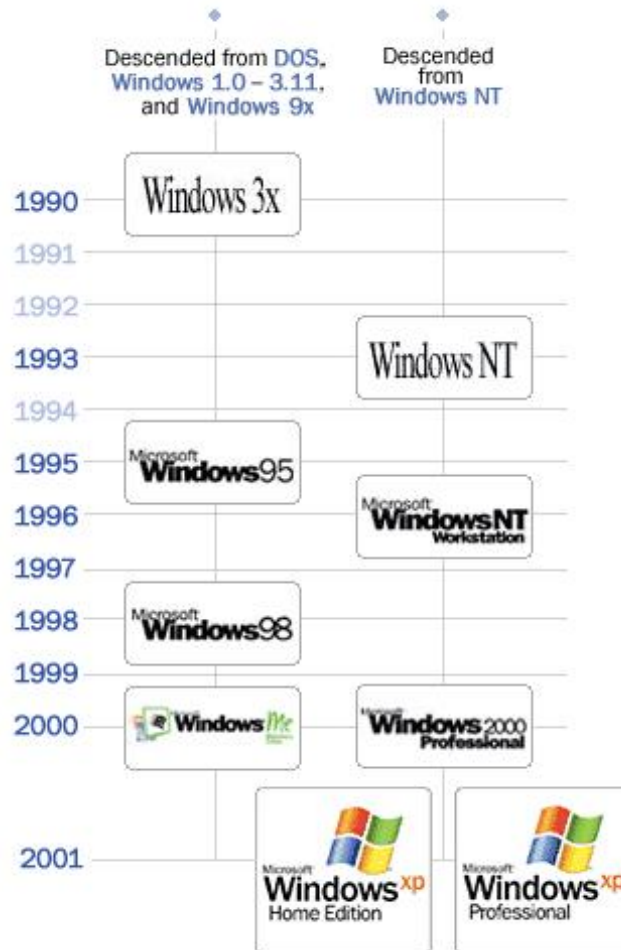 Descended from DOS,
Windows 1.0 – 3.11,
and Windows 9x
Descended
from
Windows NT
1990
Windows 3x
1991
1992
1993
Windows NT
1994
1995
Microsoft
Windows95
1996
Microsoft
WindowsNT
Workstation
1997
1998
Microsoft
Windows98
1999
2000
Windows Me
Microsoft
Windows 2000
Professional
2001
Microsoft
Windows xp
Home Edition
Microsoft
Windows xp
Professional